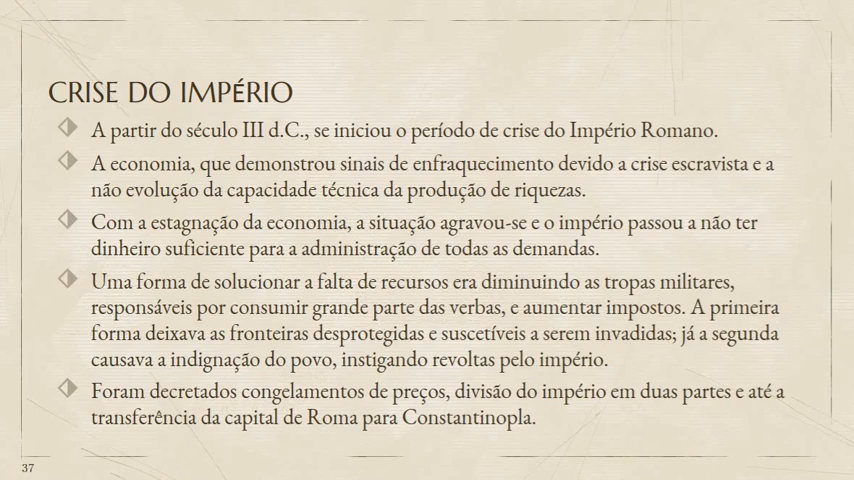 CRISE DO IMPÉRIO
A partir do século III d.C., se iniciou o período de crise do Império Romano.
A economia, que demonstrou sinais de enfraquecimento devido a crise escravista e a
não evolução da capacidade técnica da produção de riquezas.
Com a estagnação da economia, a situação agravou-se e o império passou a não ter
dinheiro suficiente para a administração de todas as demandas.
Uma forma de solucionar a falta de recursos era diminuindo as tropas militares,
responsáveis por consumir grande parte das verbas, e aumentar impostos. A primeira
forma deixava as fronteiras desprotegidas e suscetíveis a serem invadidas; já a segunda
causava a indignação do povo, instigando revoltas pelo império.
Foram decretados congelamentos de preços, divisão do império em duas partes e até a
transferência da capital de Roma para Constantinopla.
37